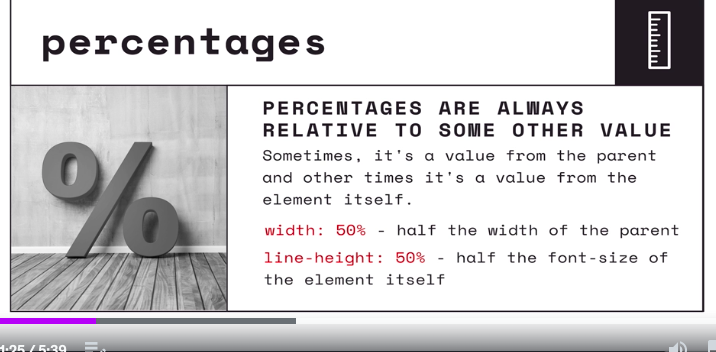 percentages
PERCENTAGES ARE ALWAYS
RELATIVE TO SOME OTHER VALUE
Sometimes, it's a value from the parent
and other times it's a value from the
element itself.
width: 50% - half the width of the parent
line-height: 50% - half the font-size of
the element itself
%
1:25 / 5:39